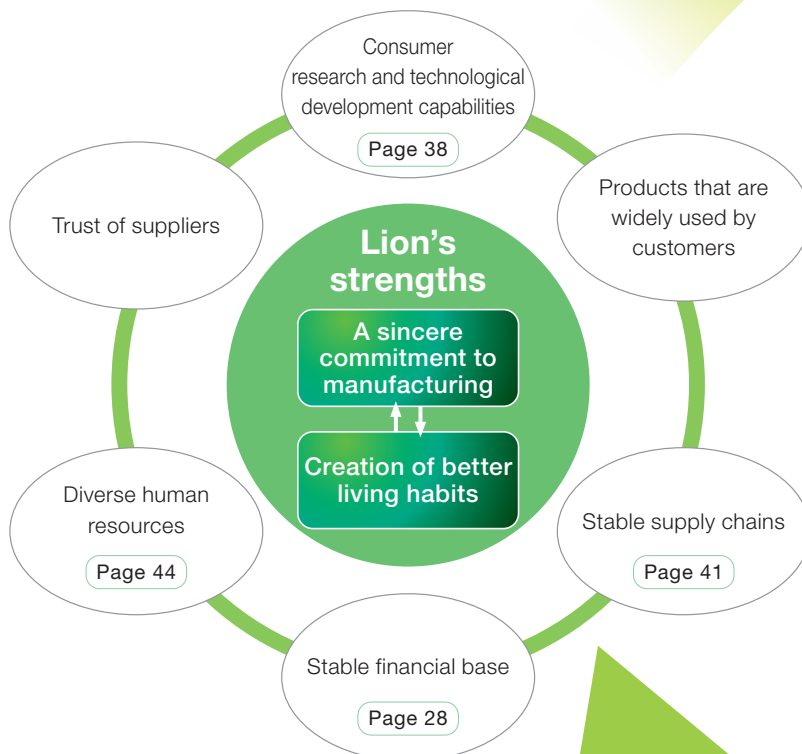 Consumer
research and technological
development capabilities
Page 38
Products that are
widely used by
customers
Trust of suppliers
Lion's
strengths
A sincere
commitment to
manufacturing
Creation of better
living habits
Diverse human
resources
Page 44
Stable supply chains
Page 41
Stable financial base
Page 28